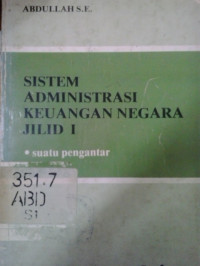 ABDULLAH S.E.
SISTEM
ADMINISTRASI
KEUANGAN NEGARA
JILID I
• suatu pengantar
351.7
ABD
S1